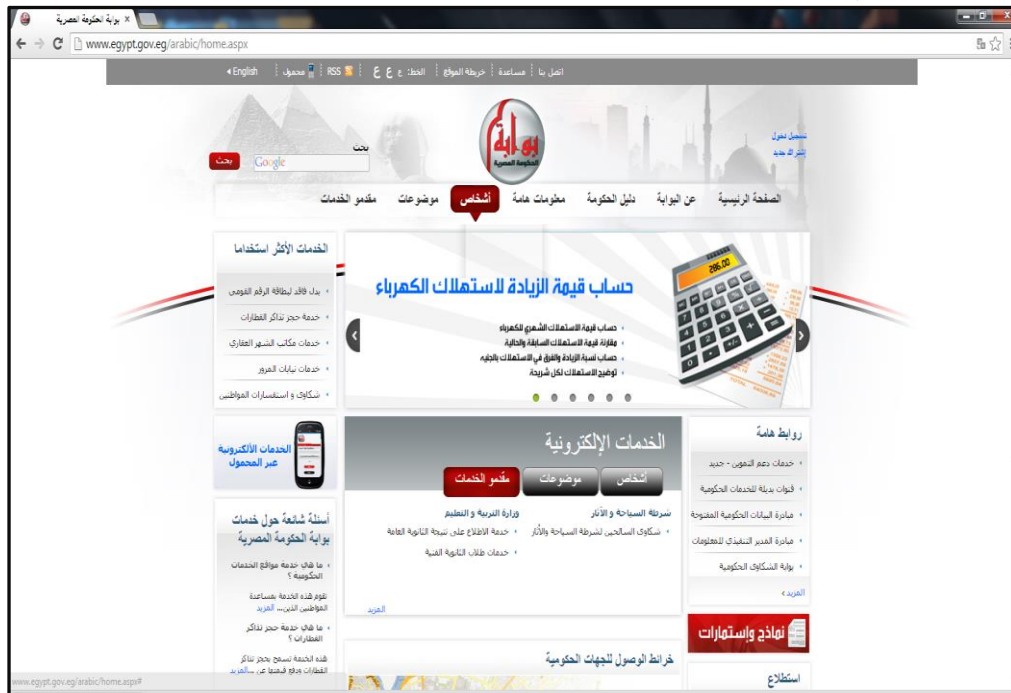 بوابة الحكومة المصرية
www.egypt.gov.eg/arabic/home.aspx
اتصل بنا
مساعدة
خريطة الموقع
الخط: ع ع ع
RSS
محمول
English
تسجيل دخول
إشتراك جديد
بوابة
الحكومة المصرية
بحث
Google
بحث
الصفحة الرئيسية
عن البوابة
دليل الحكومة
معلومات هامة
أشخاص
موضوعات
مقدمو الخدمات
286.00
حساب قيمة الزيادة لاستهلاك الكهرباء
حساب قيمة الاستهلاك الشهري للكهرباء
مقارنة قيمة الاستهلاك السابقة والحالية
حساب نسبة الزيادة والفرق في الاستهلاك بالجنيه
توضيح الاستهلاك لكل شريحة
الخدمات الأكثر استخداما
بدل فاقد لبطاقة الرقم القومى
خدمة حجز تذاكر القطارات
خدمات مكاتب الشهر العقاري
خدمات نيابات المرور
شكاوى و استفسارات المواطنين
روابط هامة
خدمات دعم التموين - جديد
قنوات بديلة للخدمات الحكومية
مبادرة البيانات الحكومية المفتوحة
مبادرة المدير التنفيذي للمعلومات
بوابة الشكاوى الحكومية
المزيد
نماذج وإستمارات
استطلاع
الخدمات الإلكترونية
أشخاص
موضوعات
مقدمو الخدمات
شرطة السياحة و الأثار
شكاوى السائحين لشرطة السياحة والأثار
وزارة التربية و التعليم
خدمة الاطلاع على نتيجة الثانوية العامة
خدمات طلاب الثانوية الفنية
المزيد
خرائط الوصول للجهات الحكومية
الخدمات الألكترونية
عبر المحمول
أسئلة شائعة حول خدمات
بوابة الحكومة المصرية
ما هي خدمة مواقع الخدمات
الحكومية ؟
تقوم هذه الخدمة بمساعدة
المواطنين الذين.... المزيد
ما هي خدمة حجز تذاكر
القطارات ؟
هذه الخدمة تسمح بحجز تذاكر
القطارات ودفع قيمتها عن ...المزيد
www.egypt.gov.eg/arabic/home.aspx#